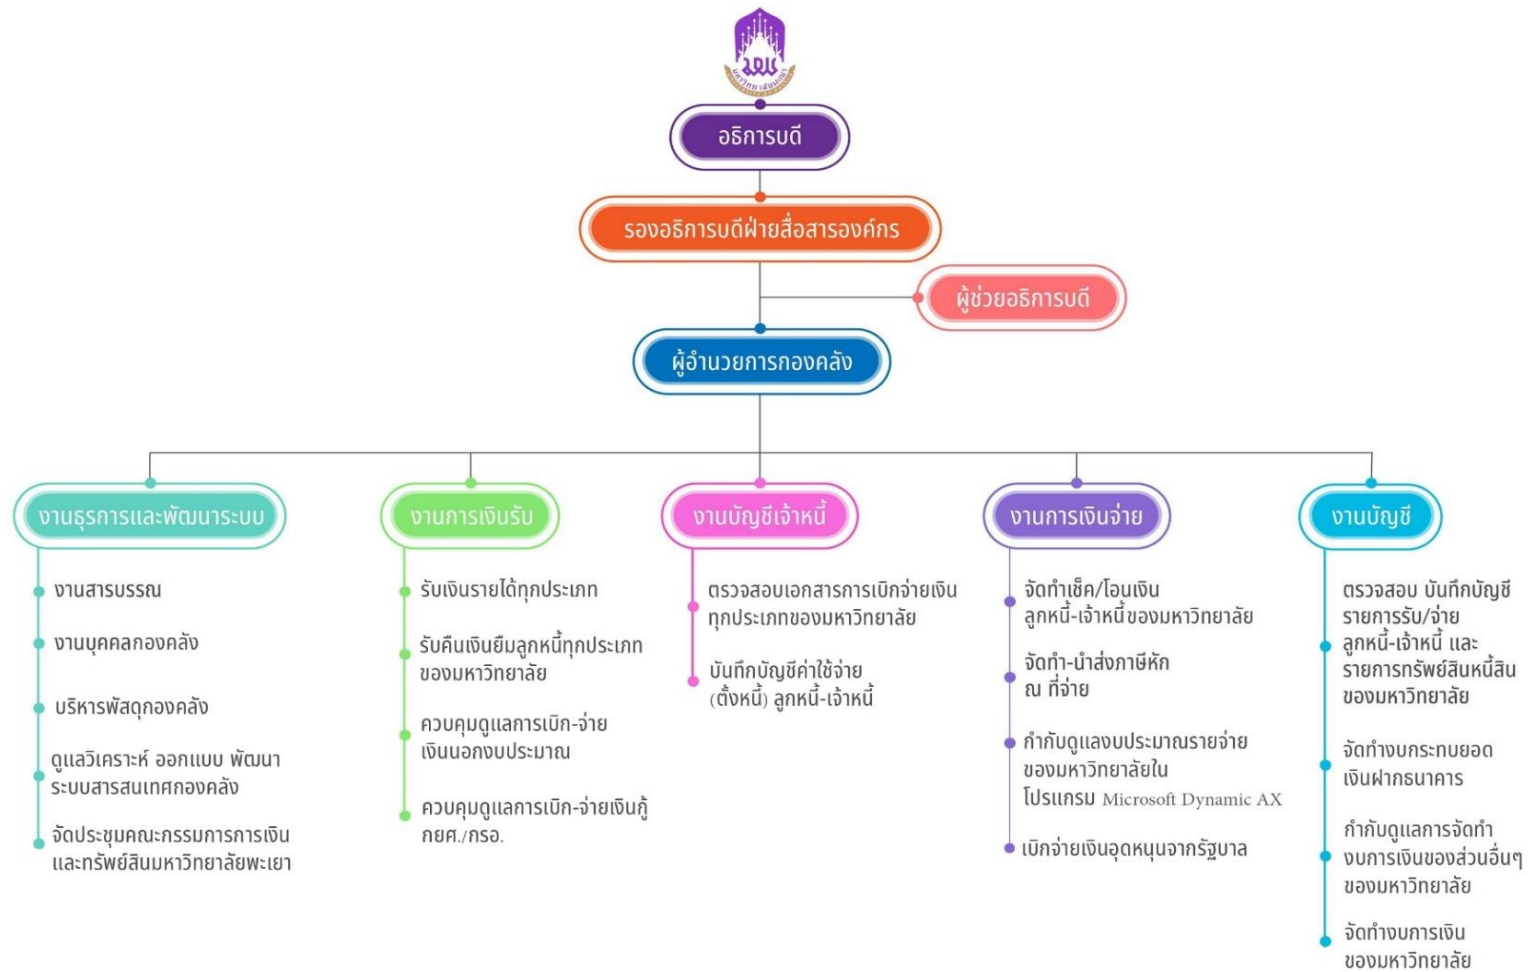 มหาวิทยาลัยพะเยา
อธิการบดี
รองอธิการบดีฝ่ายสื่อสารองค์กร
ผู้ช่วยอธิการบดี
ผู้อำนวยการกองคลัง
งานธุรการและพัฒนาระบบ
งานสารบรรณ
งานบุคคลกองคลัง
บริหารพัสดุกองคลัง
ดูแลวิเคราะห์ ออกแบบ พัฒนา
ระบบสารสนเทศกองคลัง
จัดประชุมคณะกรรมการการเงิน
และทรัพย์สินมหาวิทยาลัยพะเยา
งานการเงินรับ
รับเงินรายได้ทุกประเภท
รับคืนเงินยืมลูกหนี้ทุกประเภท
ของมหาวิทยาลัย
ควบคุมดูแลการเบิก-จ่าย
เงินนอกงบประมาณ
ควบคุมดูแลการเบิก-จ่ายเงินกู้
กยศ./กรอ.
งานบัญชีเจ้าหนี้
ตรวจสอบเอกสารการเบิกจ่ายเงิน
ทุกประเภทของมหาวิทยาลัย
บันทึกบัญชีค่าใช้จ่าย
(ตั้งหนี้) ลูกหนี้-เจ้าหนี้
งานการเงินจ่าย
จัดทำเช็ค/โอนเงิน
ลูกหนี้-เจ้าหนี้ของมหาวิทยาลัย
จัดทำ-นำส่งภาษีหัก
ณ ที่จ่าย
กำกับดูแลงบประมาณรายจ่าย
ของมหาวิทยาลัยใน
โปรแกรม Microsoft Dynamic AX
เบิกจ่ายเงินอุดหนุนจากรัฐบาล
งานบัญชี
ตรวจสอบ บันทึกบัญชี
รายการรับ/จ่าย
ลูกหนี้-เจ้าหนี้ และ
รายการทรัพย์สินหนี้สิน
ของมหาวิทยาลัย
จัดทำงบกระทบยอด
เงินฝากธนาคาร
กำกับดูแลการจัดทำ
งบการเงินของส่วนอื่นๆ
ของมหาวิทยาลัย
จัดทำงบการเงิน
ของมหาวิทยาลัย